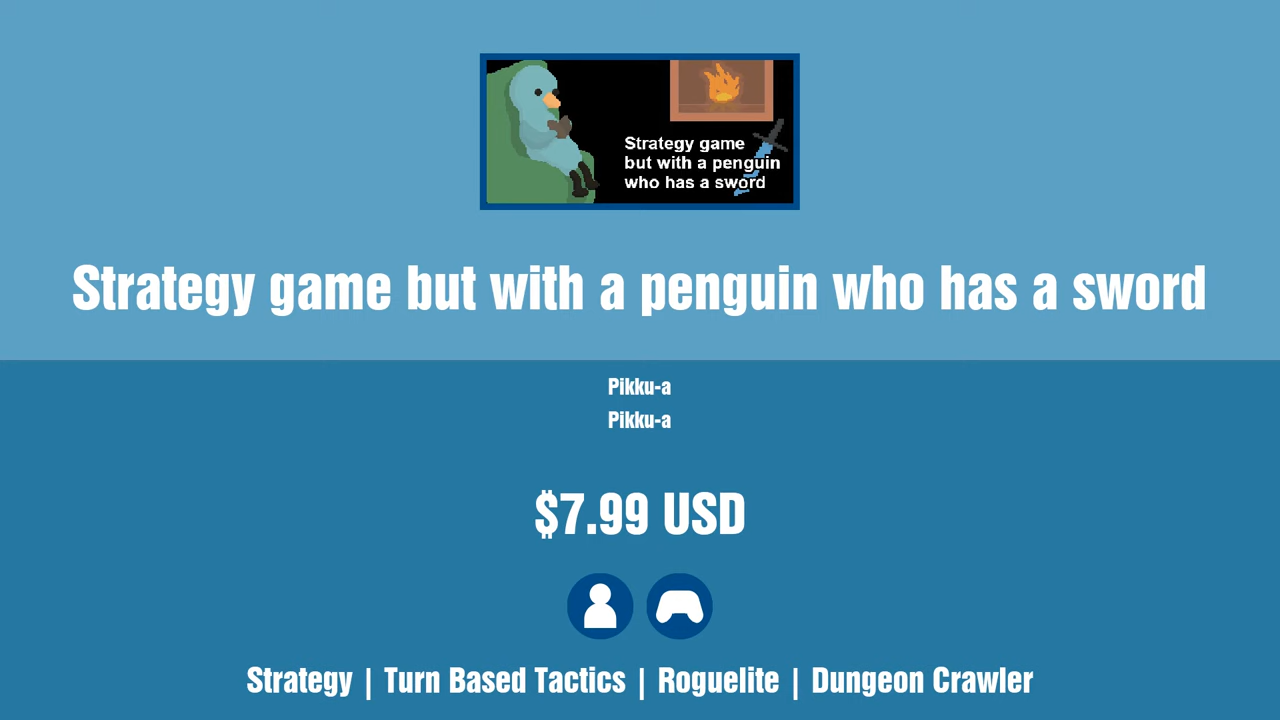 Strategy game
but with a penguin
who has a sword
Strategy game but with a penguin who has a sword
Pikku-a
Pikku-a
$7.99 USD
Strategy | Turn Based Tactics | Roguelite | Dungeon Crawler